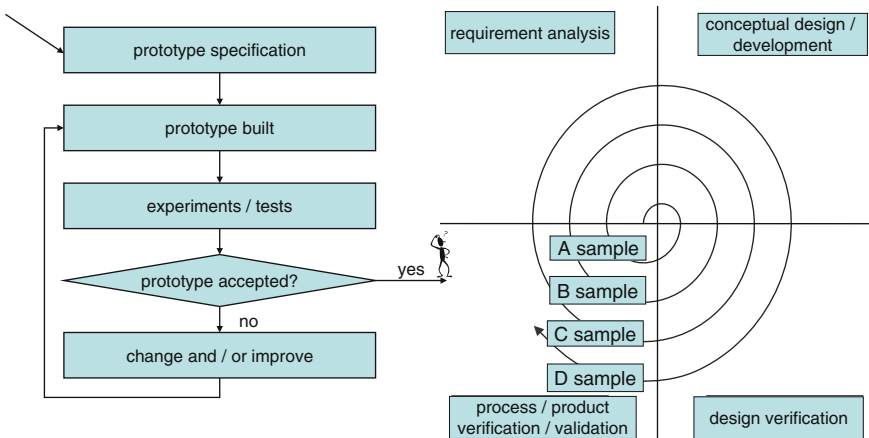 prototype specification
prototype built
experiments / tests
prototype accepted?
yes
no
change and / or improve
requirement analysis
conceptual design /
development
?
A sample
B sample
C sample
D sample
process / product
verification / validation
design verification